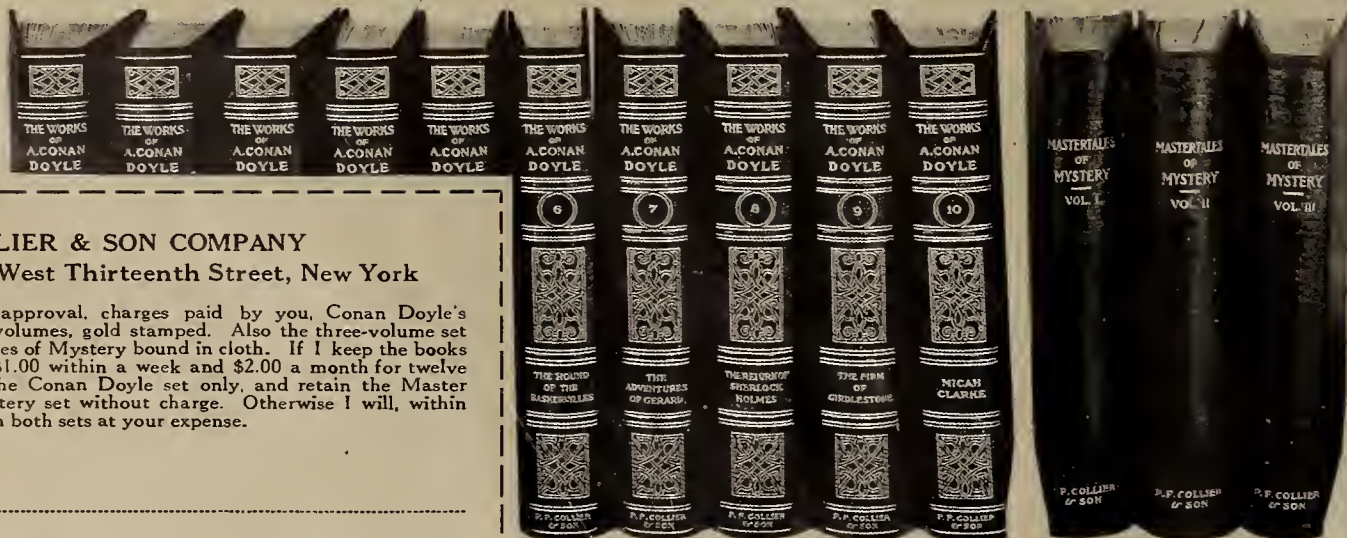 THE WORKS
OF
A.CONAN
DOYLE
THE WORKS
OF
A.CONAN
DOYLE
THE WORKS
OF
A.CONAN
DOYLE
THE WORKS
OF
A.CONAN
DOYLE
THE WORKS
OF
A.CONAN
DOYLE
THE WORKS
OF
A.CONAN
DOYLE
6
THE HOUND
OF THE
BASKERVILLES
P.F. COLLIER
& SON
THE WORKS
OF
A.CONAN
DOYLE
7
THE
ADVENTURES
OF GERARD
P.F. COLLIER
& SON
THE WORKS
OF
A.CONAN
DOYLE
8
THE RETURN OF
SHERLOCK
HOLMES
P.F. COLLIER
& SON
THE WORKS
OF
A.CONAN
DOYLE
9
THE FIRM
OF
GIRDLESTONE
P.F. COLLIER
& SON
THE WORKS
OF
A.CONAN
DOYLE
10
MICAH
CLARKE
P.F. COLLIER
& SON
MASTERTALES
OF
MYSTERY
VOL. I
P.F. COLLIER
& SON
MASTERTALES
OF
MYSTERY
VOL. II
P.F. COLLIER
& SON
MASTERTALES
OF
MYSTERY
VOL. III
P.F. COLLIER
& SON
LIER & SON COMPANY
West Thirteenth Street, New York
approval, charges paid by you, Conan Doyle's
volumes, gold stamped. Also the three-volume set
es of Mystery bound in cloth. If I keep the books
$1.00 within a week and $2.00 a month for twelve
he Conan Doyle set only, and retain the Master
tery set without charge. Otherwise I will, within
n both sets at your expense.